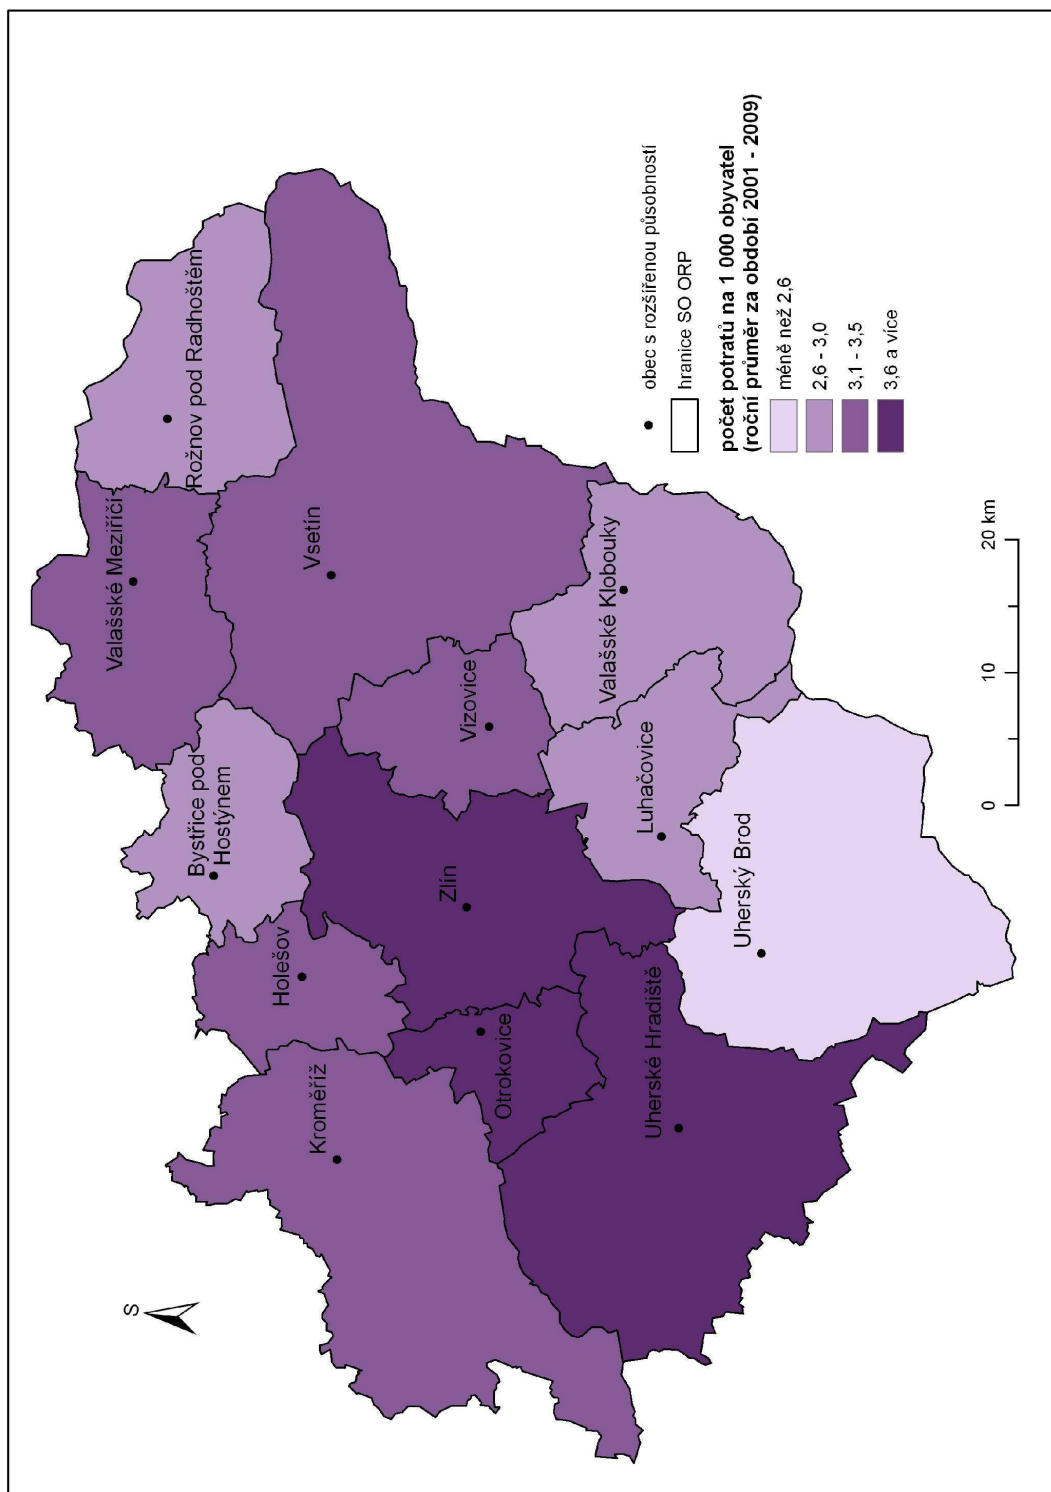 S
Rožnov pod Radhoštěm
Valašské Meziříčí
Vsetín
Bystřice pod
Hostýnem
Holešov
Kroměříž
Vizovice
Zlín
Otrokovice
Valašské Klobouky
Luhačovice
Uherské Hradiště
Uherský Brod
obec s rozšířenou působností
hranice SO ORP
počet potratů na 1 000 obyvatel
(roční průměr za období 2001 - 2009)
méně než 2,6
2,6 - 3,0
3,1 - 3,5
3,6 a více
0 10 20 km